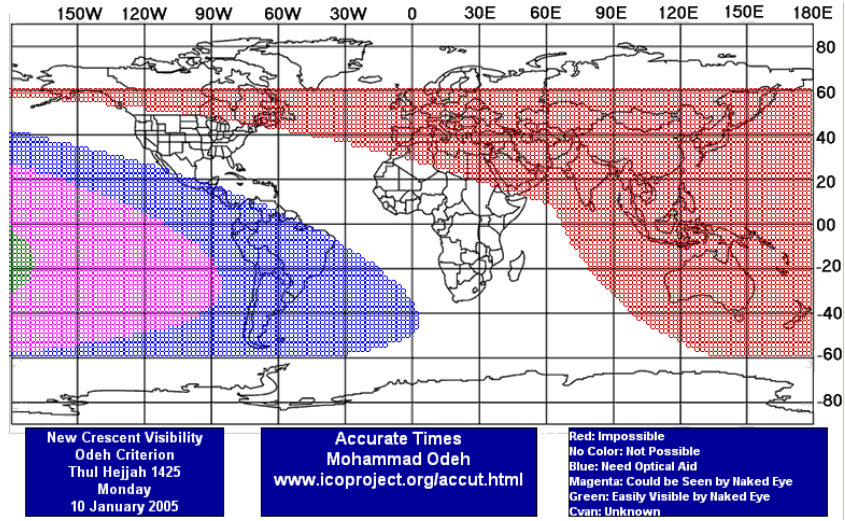 150W 120W 90W 60W 30W 0 30E 60E 90E 120E 150E 180E
80
60
40
20
00
-20
-40
-60
-80
New Crescent Visibility
Odeh Criterion
Thul Hejjah 1425
Monday
10 January 2005
Accurate Times
Mohammad Odeh
www.icoproject.org/accut.html
Red: Impossible
No Color: Not Possible
Blue: Need Optical Aid
Magenta: Could be Seen by Naked Eye
Green: Easily Visible by Naked Eye
Cyan: Unknown